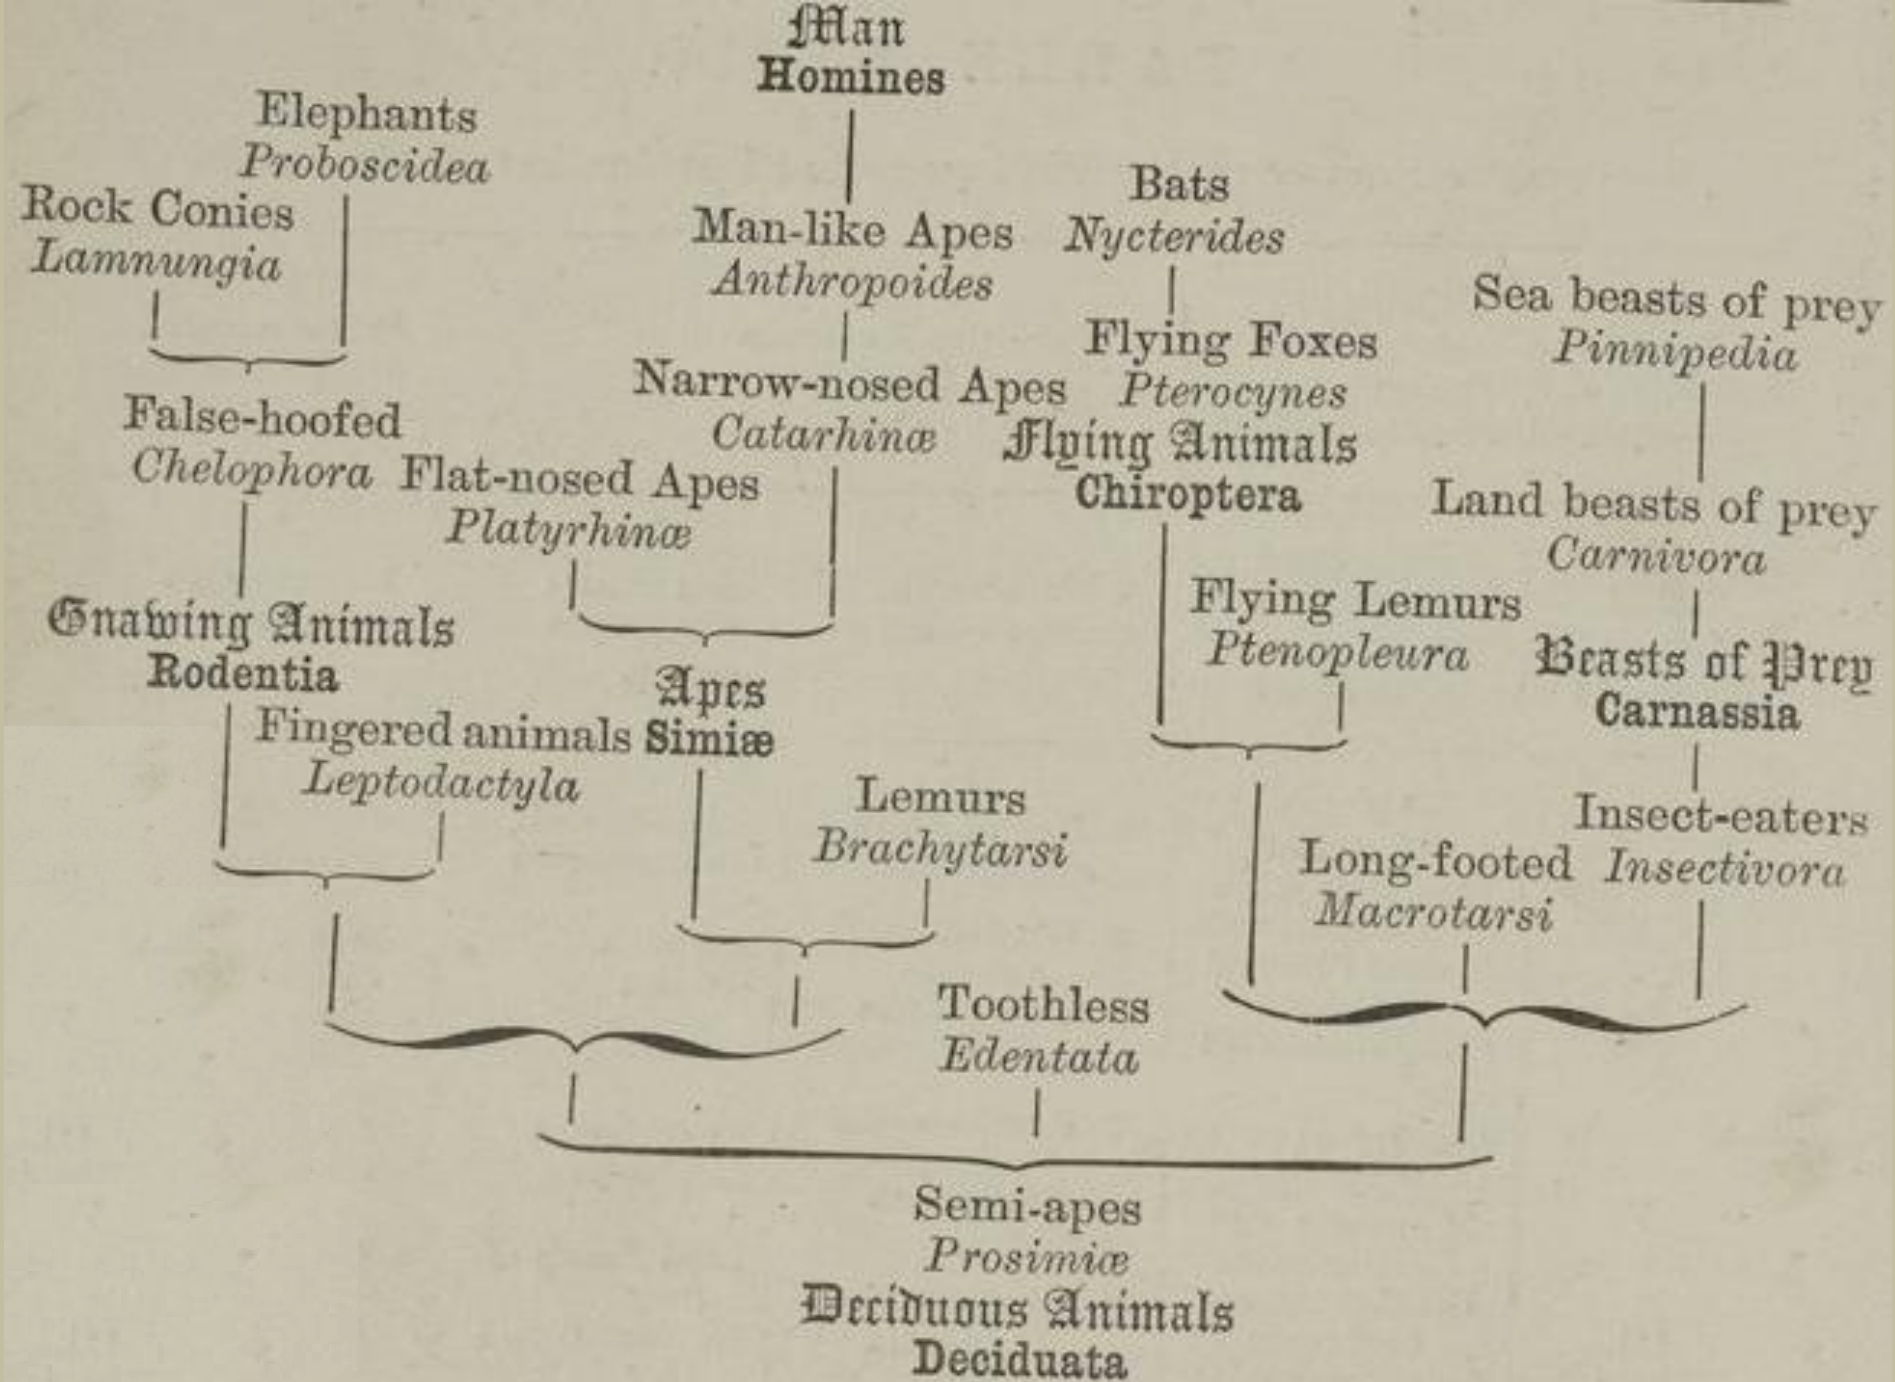 Man
Homines
Elephants
Proboscidea
Rock Conies
Lamnungia
Man-like Apes
Anthropoides
Bats
Nycterides
Sea beasts of prey
Pinnipedia
Flying Foxes
Pterocynes
Narrow-nosed Apes
Catarhinæ
False-hoofed
Chelophora
Flat-nosed Apes
Platyrhinæ
Flying Animals
Chiroptera
Land beasts of prey
Carnivora
Gnawing Animals
Rodentia
Flying Lemurs
Ptenopleura
Beasts of Prey
Carnassia
Apes
Simiæ
Fingered animals
Leptodactyla
Lemurs
Brachytarsi
Insect-eaters
Insectivora
Long-footed
Macrotarsi
Toothless
Edentata
Semi-apes
Prosimiæ
Deciduous Animals
Deciduata